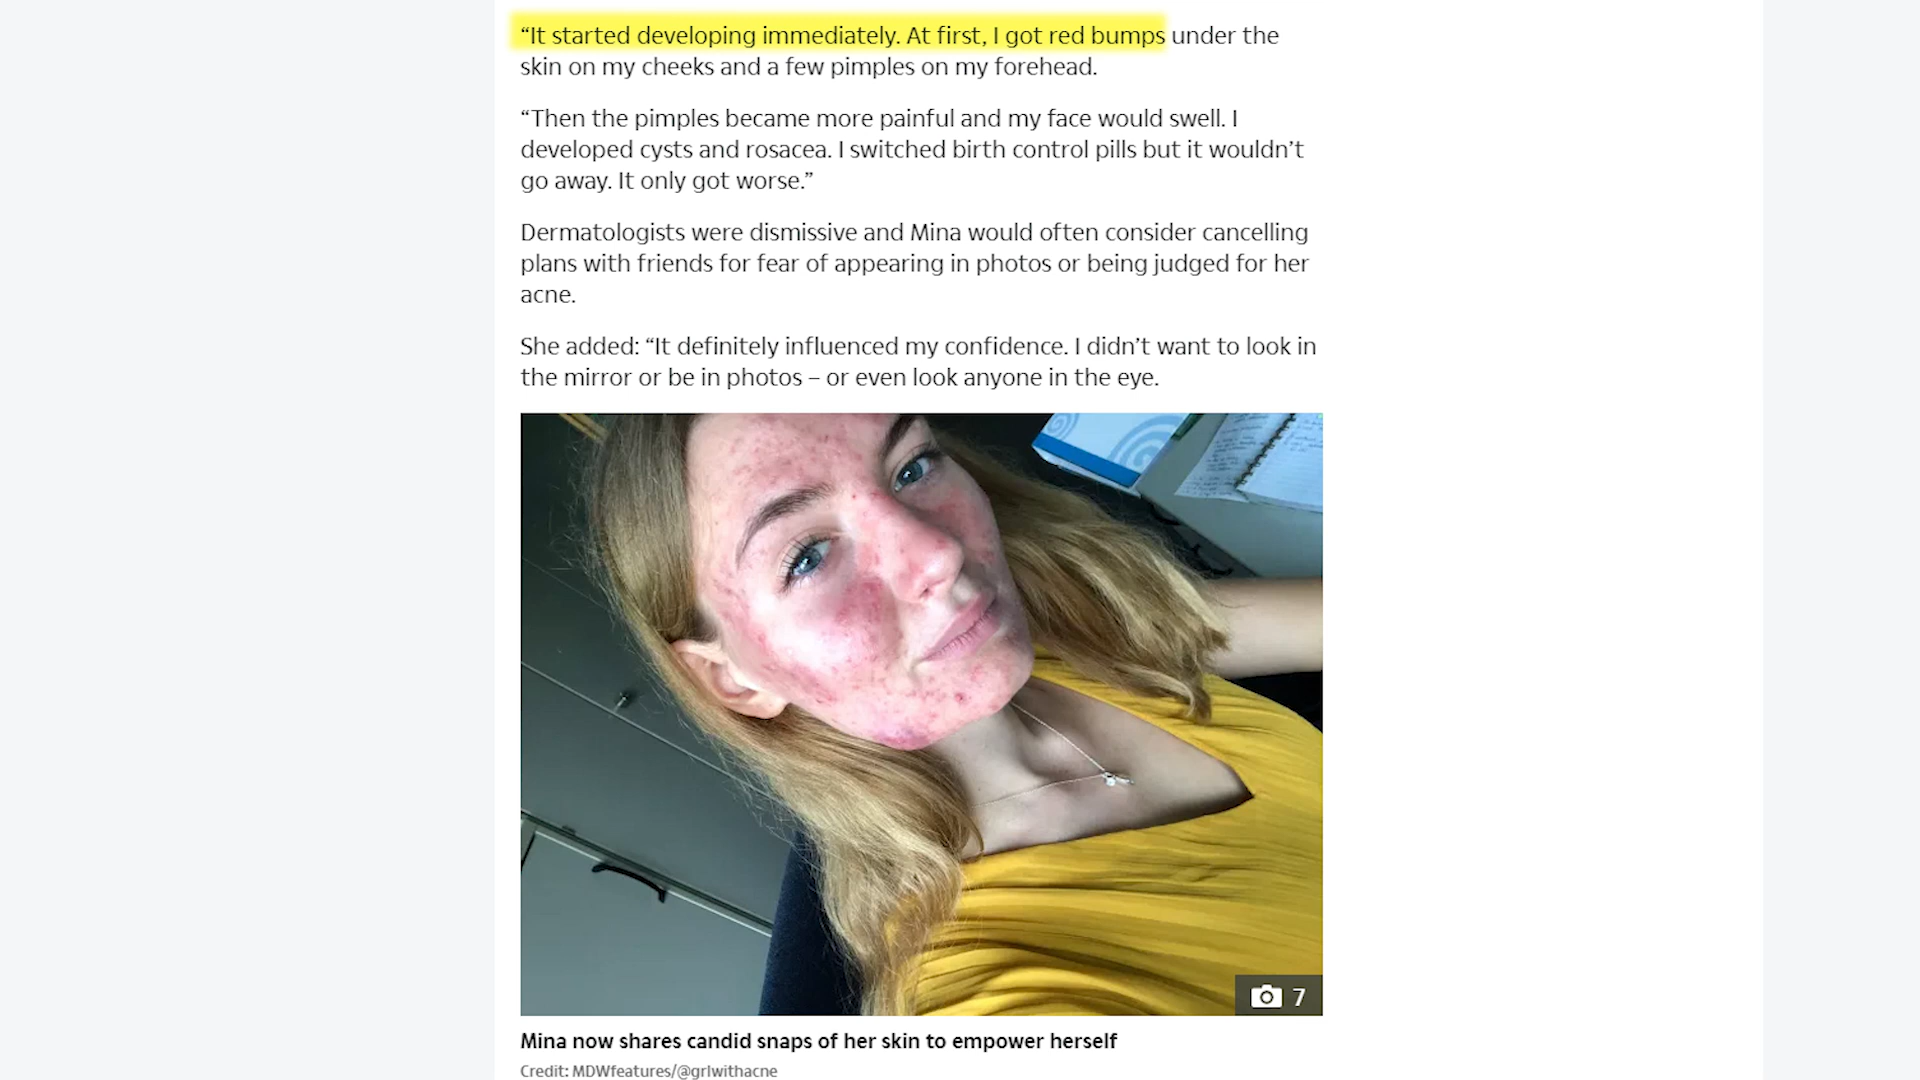 “It started developing immediately. At first, I got red bumps under the
skin on my cheeks and a few pimples on my forehead.
“Then the pimples became more painful and my face would swell. I
developed cysts and rosacea. I switched birth control pills but it wouldn’t
go away. It only got worse.”
Dermatologists were dismissive and Mina would often consider cancelling
plans with friends for fear of appearing in photos or being judged for her
acne.
She added: “It definitely influenced my confidence. I didn’t want to look in
the mirror or be in photos – or even look anyone in the eye.
7
Mina now shares candid snaps of her skin to empower herself
Credit: MDWfeatures/@grlwithacne